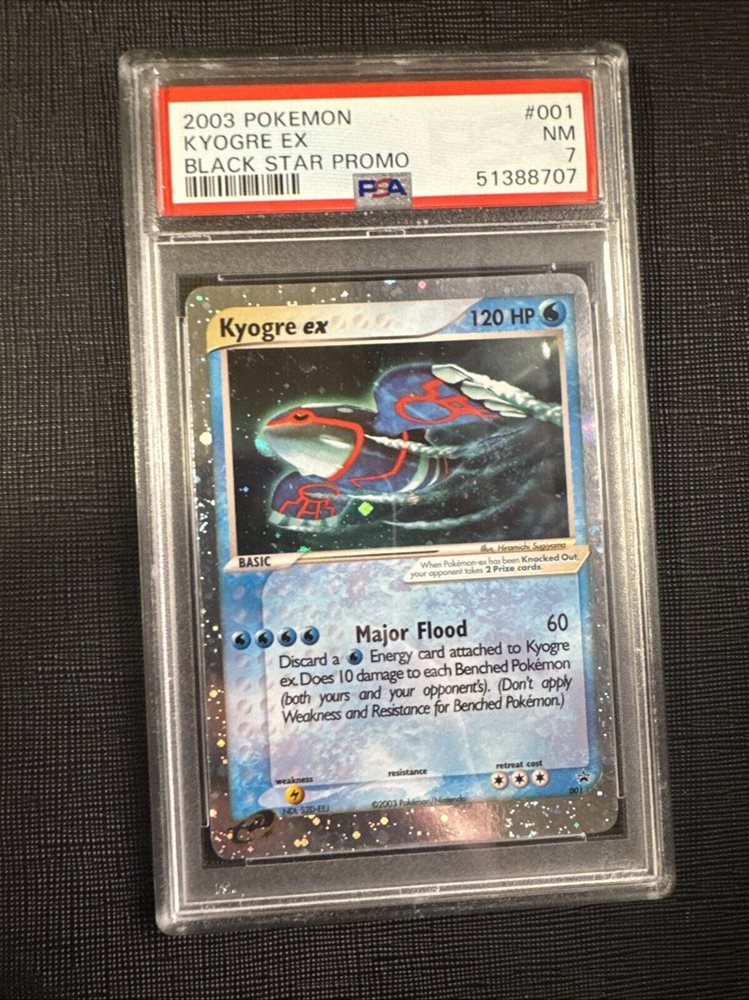 2003 POKEMON #001
KYOGRE EX NM
BLACK STAR PROMO 7
PSA 51388707
Kyogre ex 120 HP
Illus. Hiromichi Sugiyama
BASIC
When Pokémon-ex has been Knocked Out,
your opponent takes 2 Prize cards.
Major Flood 60
Discard a Energy card attached to Kyogre
ex. Does 10 damage to each Benched Pokémon
(both yours and your opponent's). (Don't apply
Weakness and Resistance for Benched Pokémon.)
weakness resistance retreat cost
001
NDL-52D-EEJ ©2003 Pokémon/Nintendo